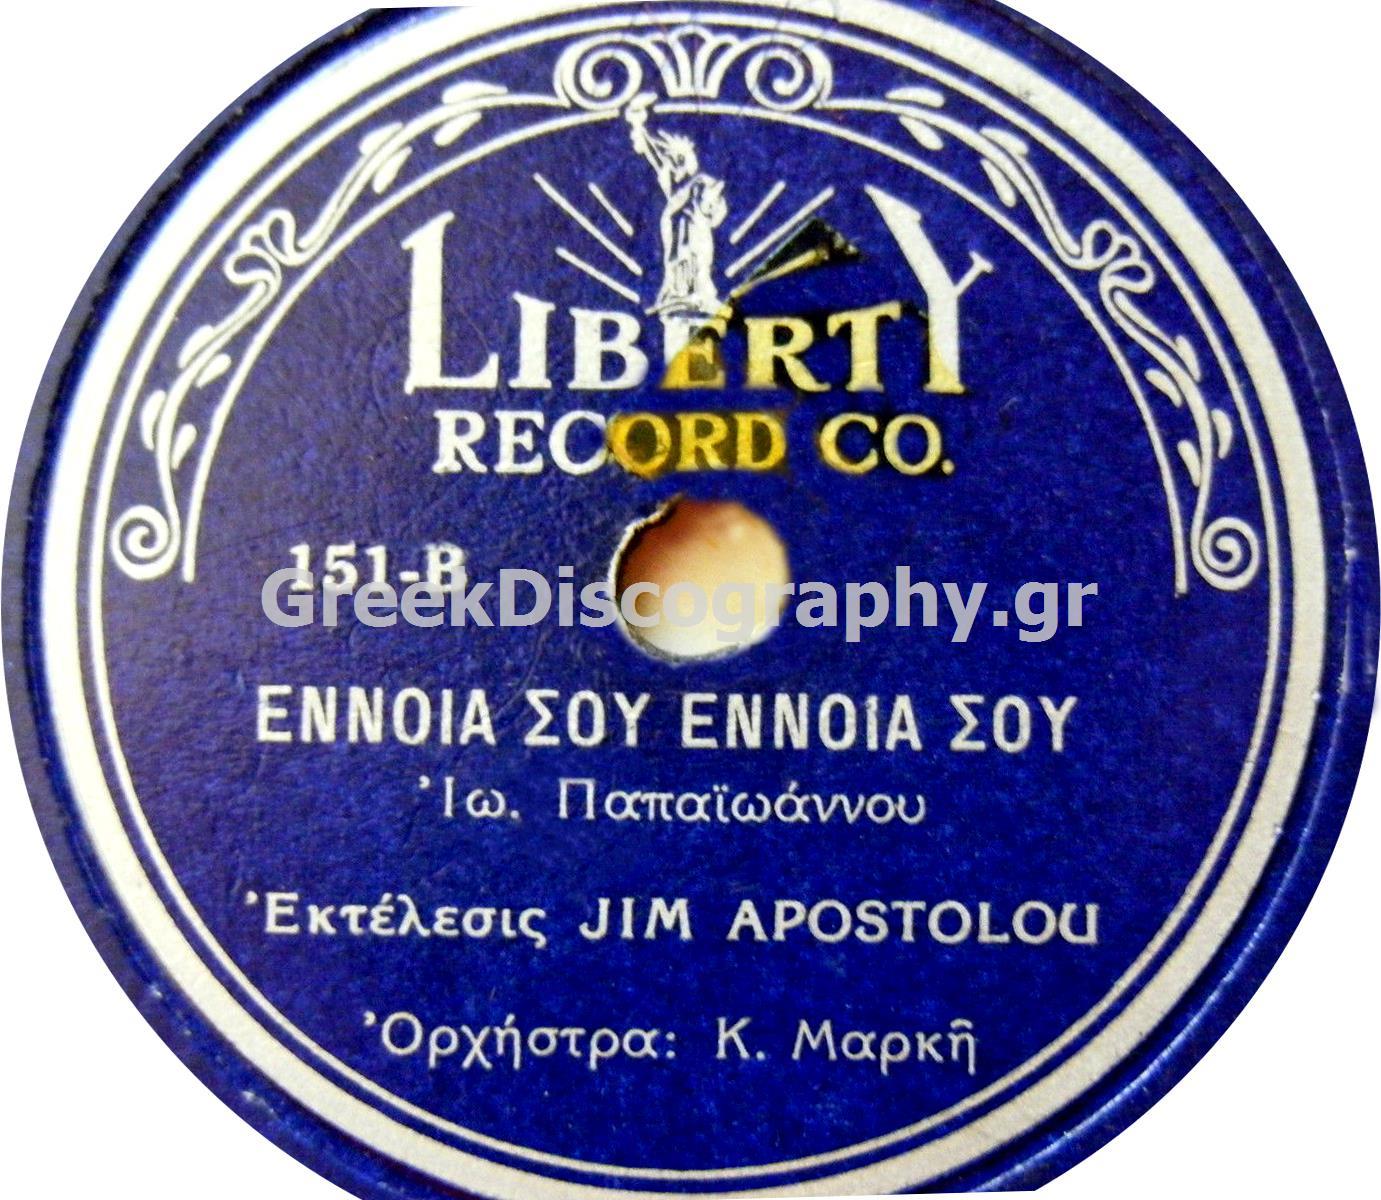 LIBERTY
RECORD CO.
151-B
GreekDiscography.gr
ΕΝΝΟΙΑ ΣΟΥ ΕΝΝΟΙΑ ΣΟΥ
Ἰω. Παπαϊωάννου
Ἐκτέλεσις JIM APOSTOLOU
Ὀρχήστρα: Κ. Μαρκῆ